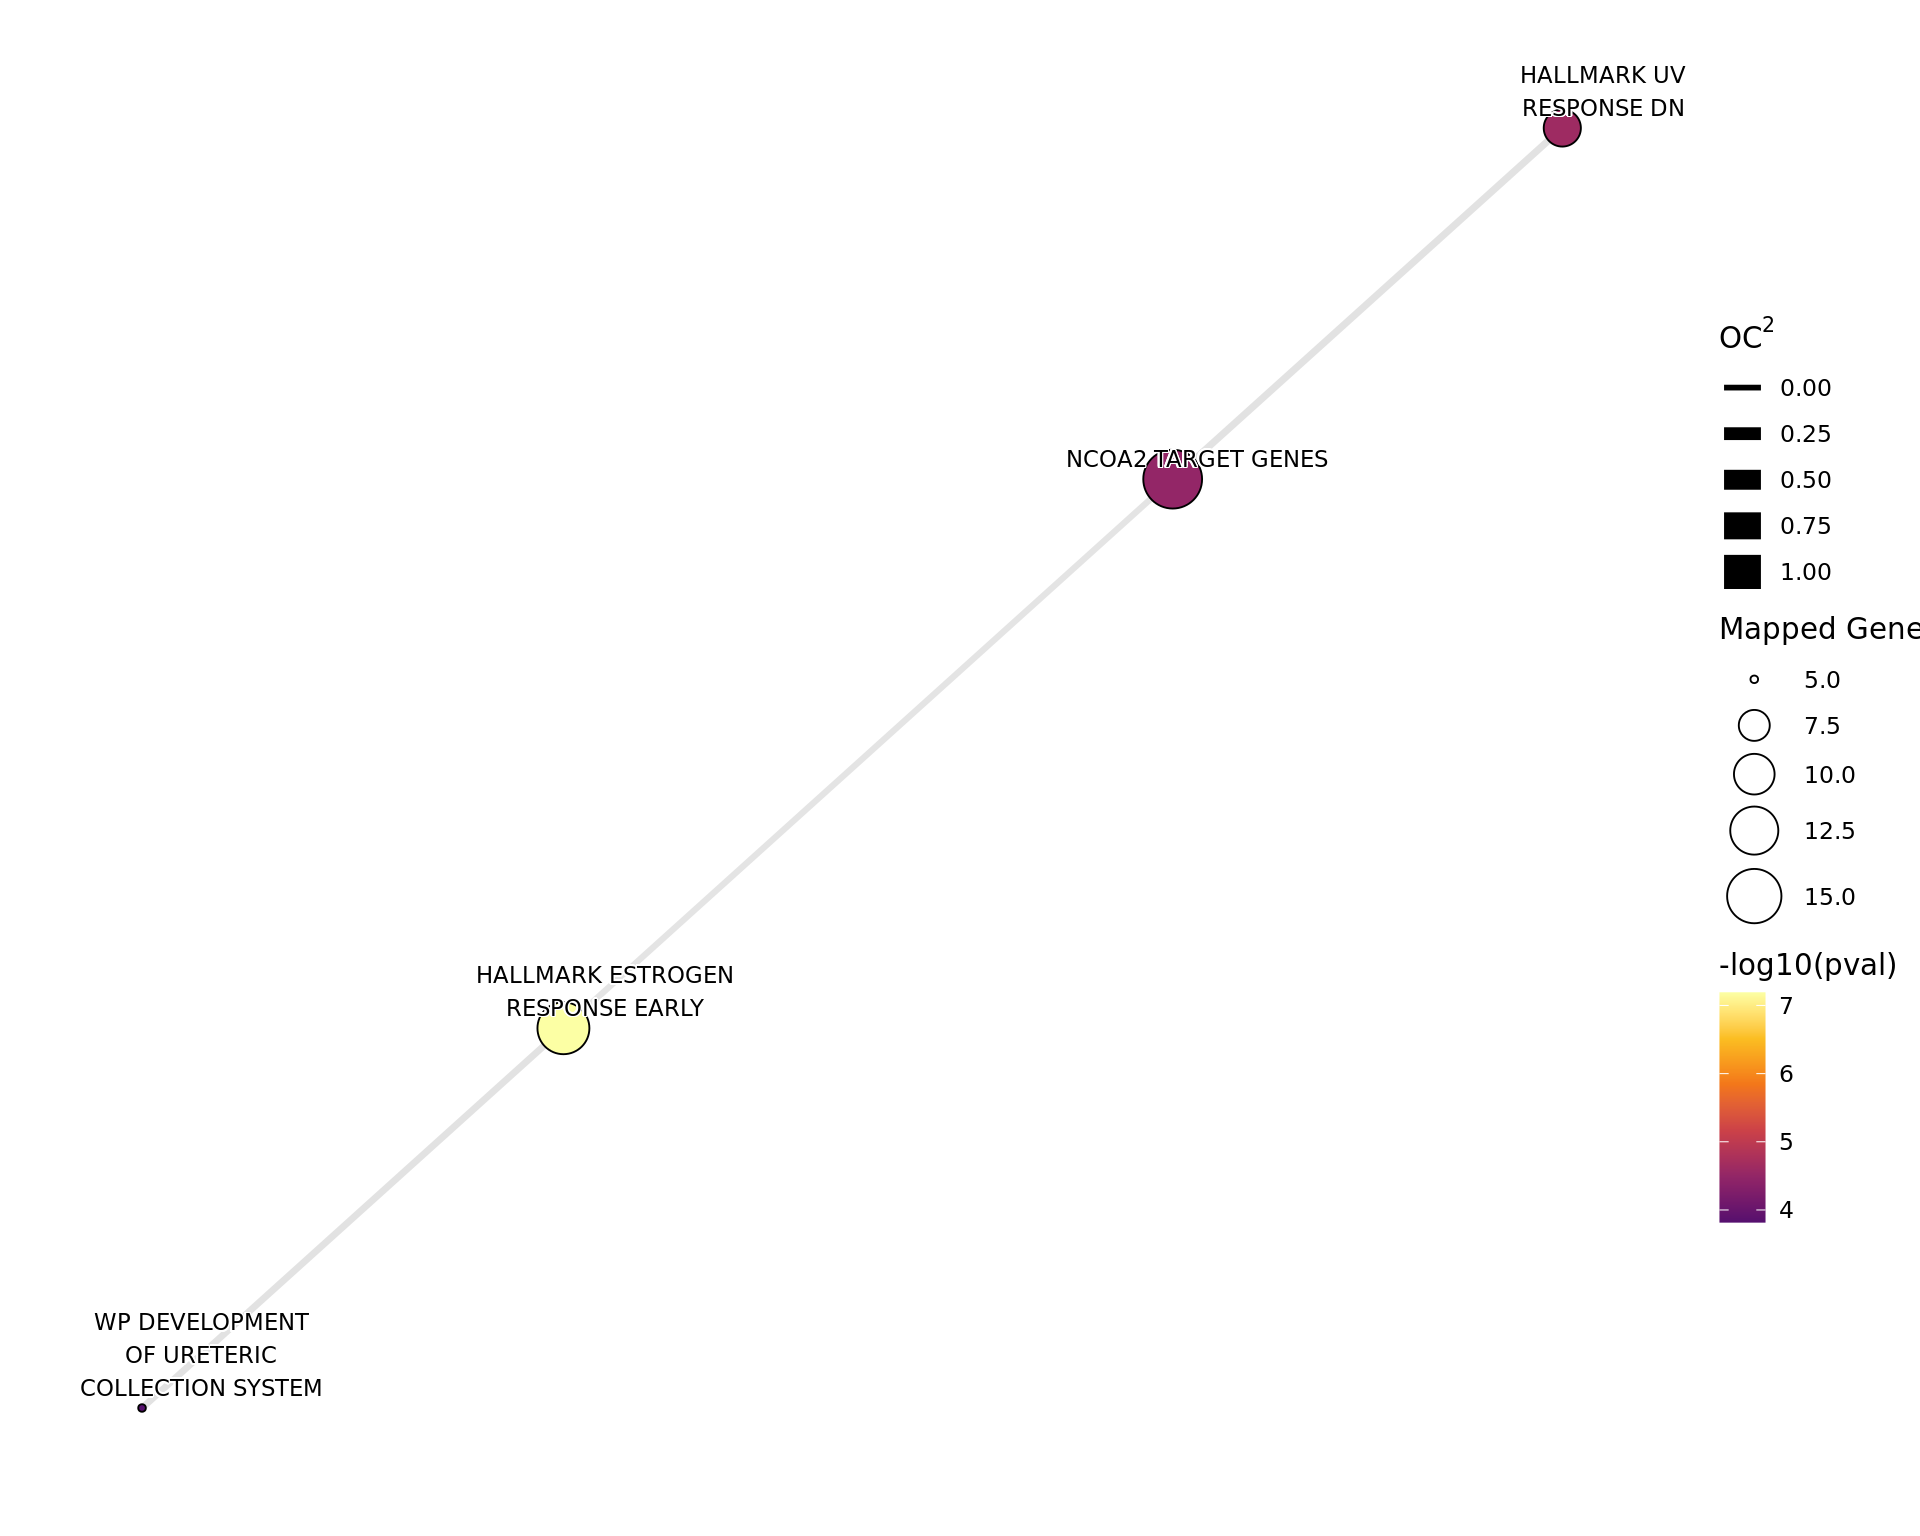 HALLMARK UV
RESPONSE DN
NCOA2 TARGET GENES
HALLMARK ESTROGEN
RESPONSE EARLY
WP DEVELOPMENT
OF URETERIC
COLLECTION SYSTEM
OC²
0.00
0.25
0.50
0.75
1.00
Mapped Gene
5.0
7.5
10.0
12.5
15.0
-log10(pval)
7
6
5
4